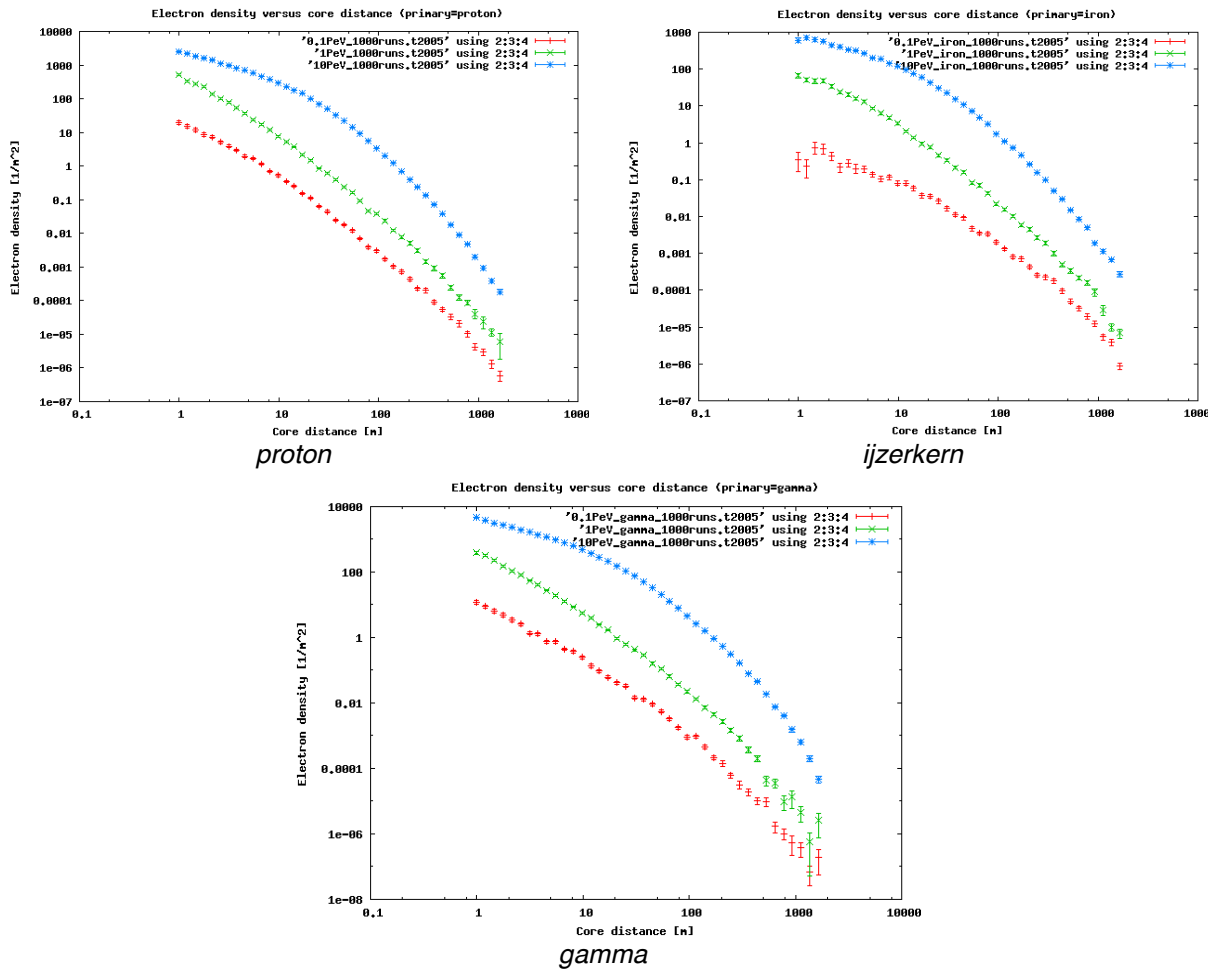 Electron density versus core distance (primary=proton)
'0.1PeV_1000runs.t2005' using 2:3:4
'1PeV_1000runs.t2005' using 2:3:4
'10PeV_1000runs.t2005' using 2:3:4
Electron density [1/m^2]
10000
1000
100
10
1
0.1
0.01
0.001
0.0001
1e-05
1e-06
1e-07
0.1
1
10
100
1000
1000
Core distance [m]
proton
Electron density versus core distance (primary=iron)
'0.1PeV_iron_1000runs.t2005' using 2:3:4
'1PeV_iron_1000runs.t2005' using 2:3:4
'10PeV_iron_1000runs.t2005' using 2:3:4
Electron density [1/m^2]
1000
100
10
1
0.1
0.01
0.001
0.0001
1e-05
1e-06
1e-07
0.1
1
10
100
1000
1000
Core distance [m]
ijzerkern
Electron density versus core distance (primary=gamma)
'0.1PeV_gamma_1000runs.t2005' using 2:3:4
'1PeV_gamma_1000runs.t2005' using 2:3:4
'10PeV_gamma_1000runs.t2005' using 2:3:4
Electron density [1/m^2]
10000
100
1
0.01
0.0001
1e-06
1e-08
0.1
1
10
100
1000
10000
Core distance [m]
gamma